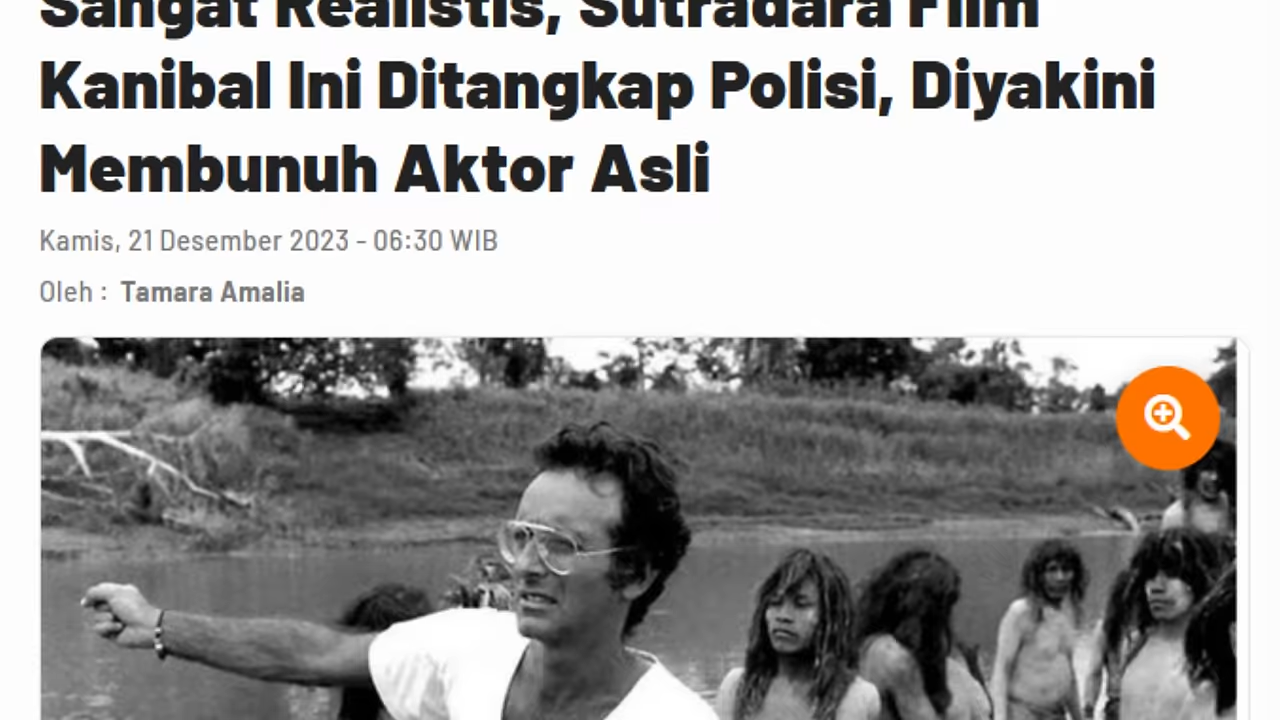 Sangat Realistis, Sutradara Film
Kanibal Ini Ditangkap Polisi, Diyakini
Membunuh Aktor Asli
Kamis, 21 Desember 2023 - 06:30 WIB
Oleh : Tamara Amalia